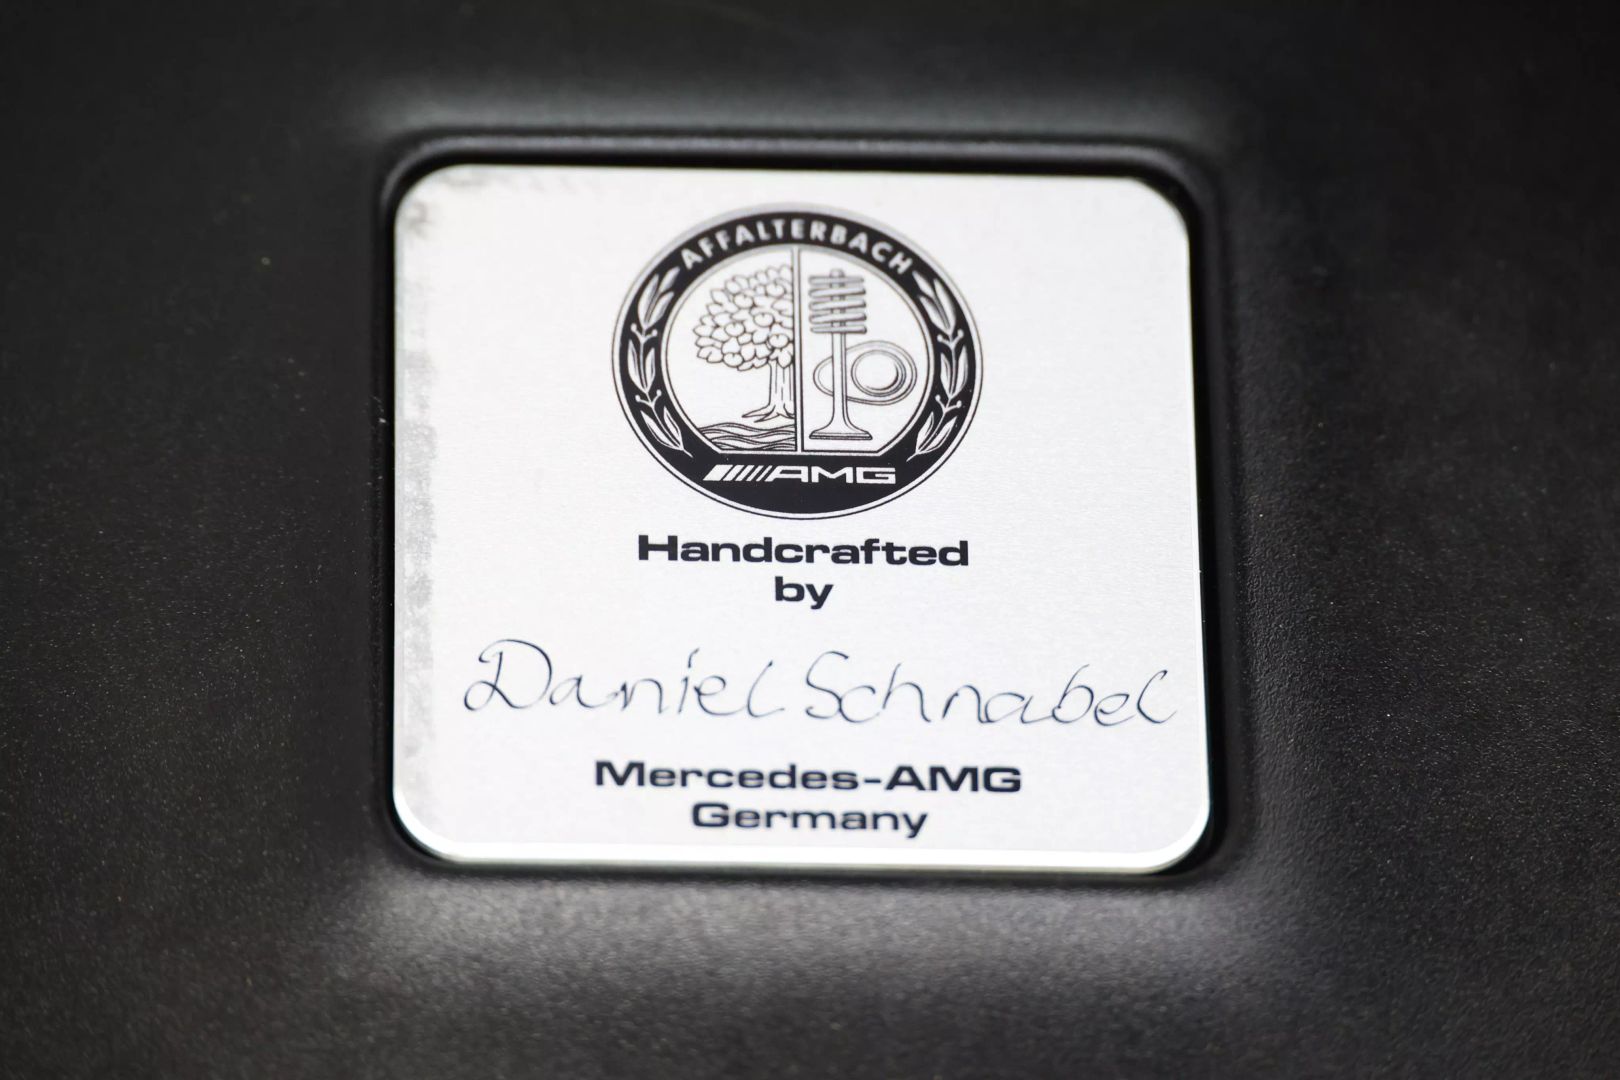 AFFALTERBACH
AMG
Handcrafted
by
Daniel Schnabel
Mercedes-AMG
Germany